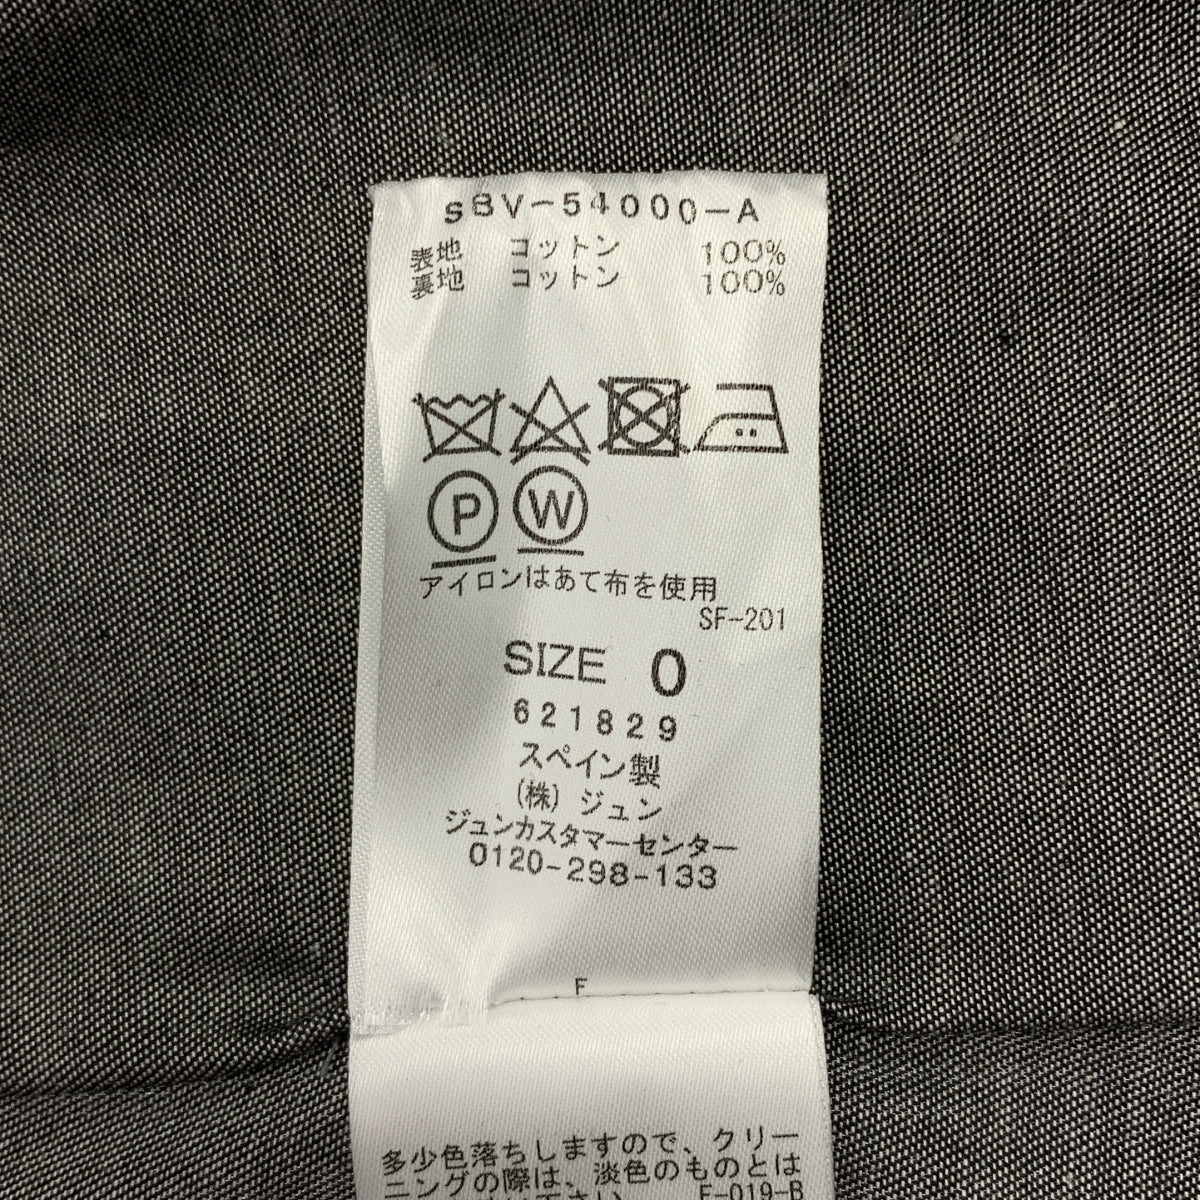 SBV-54000-A
表地 コットン 100%
裏地 コットン 100%
P W
アイロンはあて布を使用
SF-201
SIZE 0
621829
スペイン製
(株) ジュン
ジュンカスタマーセンター
0120-298-133
F
多少色落ちしますので、クリー
ニングの際は、淡色のものとは
F-019-B